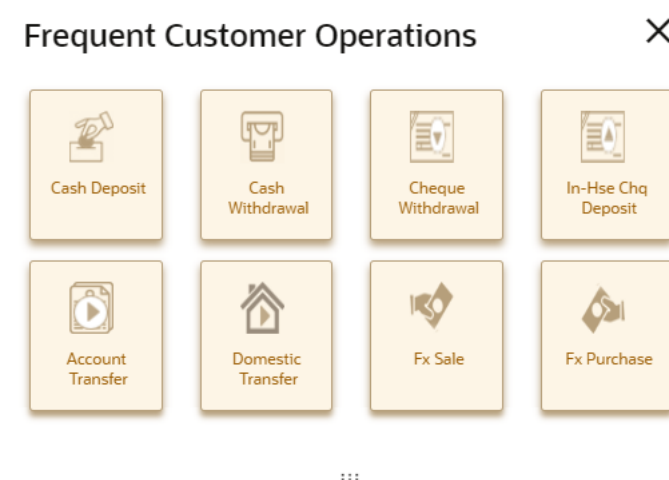 Frequent Customer Operations
Cash Deposit
Cash
Withdrawal
Cheque
Withdrawal
In-Hse Chq
Deposit
Account
Transfer
Domestic
Transfer
Fx Sale
Fx Purchase